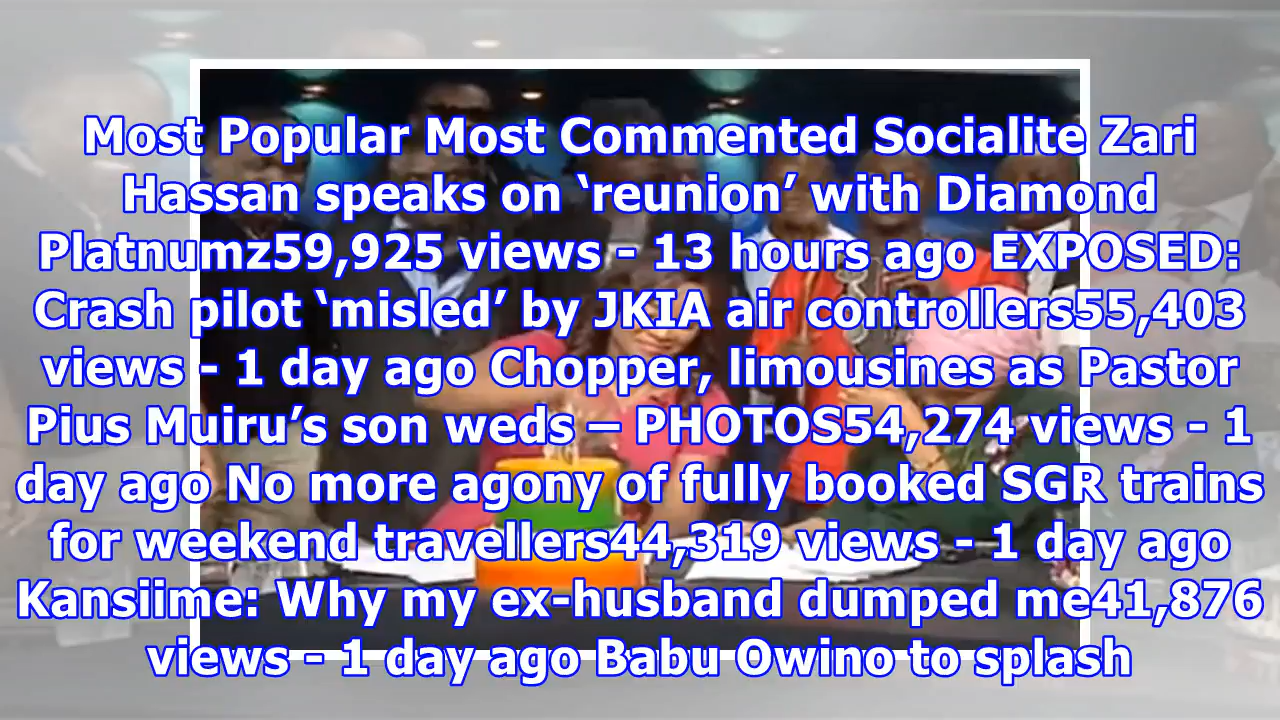 Most Popular Most Commented Socialite Zari
Hassan speaks on ‘reunion’ with Diamond
Platnumz59,925 views - 13 hours ago EXPOSED:
Crash pilot ‘misled’ by JKIA air controllers55,403
views - 1 day ago Chopper, limousines as Pastor
Pius Muiru’s son weds – PHOTOS54,274 views - 1
day ago No more agony of fully booked SGR trains
for weekend travellers44,319 views - 1 day ago
Kansiime: Why my ex-husband dumped me41,876
views - 1 day ago Babu Owino to splash